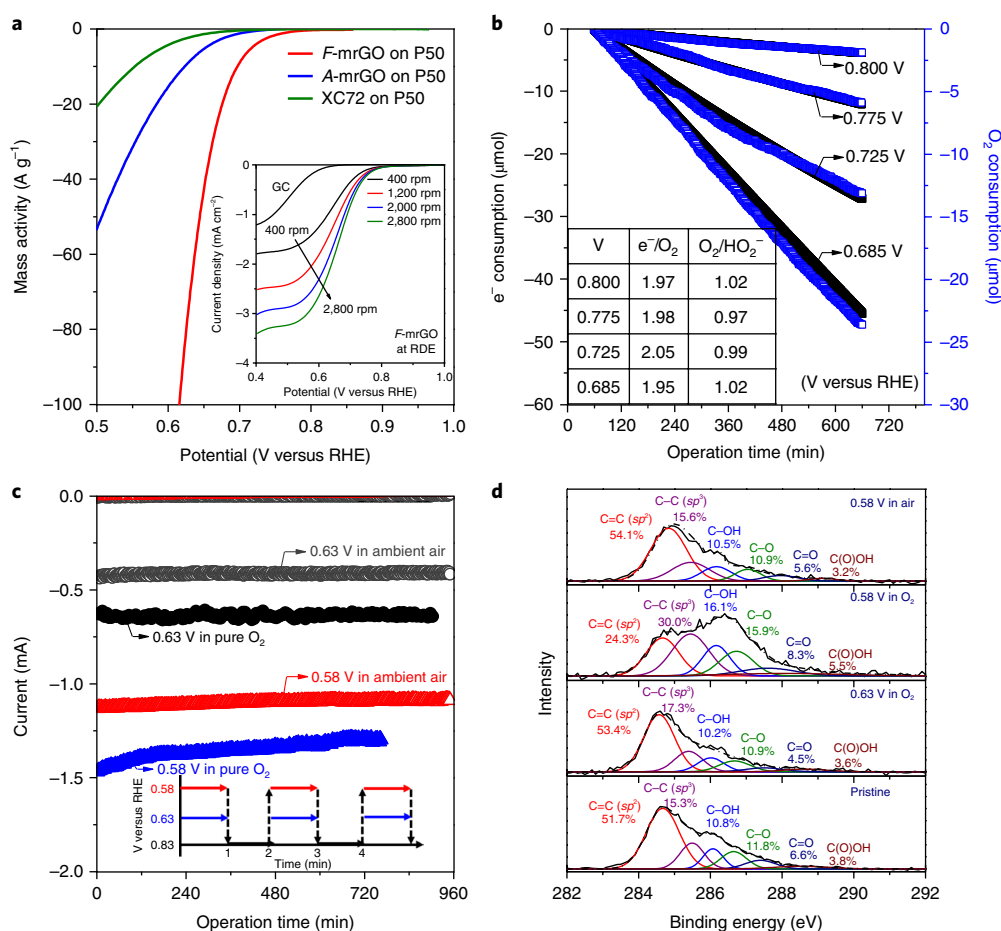 a
0
−20
−40
−60
−80
−100
Mass activity (A g⁻¹)
0.5 0.6 0.7 0.8 0.9 1.0
Potential (V versus RHE)
F-mrGO on P50
A-mrGO on P50
XC72 on P50
0
−1
−2
−3
−4
Current density (mA cm⁻²)
GC
400 rpm
400 rpm
1,200 rpm
2,000 rpm
2,800 rpm
2,800 rpm
F-mrGO
at RDE
0.4 0.6 0.8 1.0
Potential (V versus RHE)
b
0
−10
−20
−30
−40
−50
−60
e⁻ consumption (μmol)
0
−5
−10
−15
−20
−25
−30
O₂ consumption
(μmol)
0.800 V
0.775 V
0.725 V
0.685 V
V e⁻/O₂ O₂/HO₂⁻
0.800 1.97 1.02
0.775 1.98 0.97
0.725 2.05 0.99
0.685 1.95 1.02
(V versus RHE)
0 120 240 360 480 600 720
Operation time (min)
c
0.0
−0.5
−1.0
−1.5
−2.0
Current (mA)
0.63 V in ambient air
0.63 V in pure O₂
0.58 V in ambient air
0.58 V in pure O₂
V versus RHE
0.58
0.63
0.83
1 2 3 4
Time (min)
0 240 480 720 960
Operation time (min)
d
Intensity
0.58 V in air
C=C (sp²)
54.1%
C–C (sp³)
15.6%
C–OH
10.5%
C–O
10.9%
C=O
5.6%
C(O)OH
3.2%
0.58 V in O₂
C=C (sp²)
24.3%
C–C (sp³)
30.0%
C–OH
16.1%
C–O
15.9%
C=O
8.3%
C(O)OH
5.5%
0.63 V in O₂
C=C (sp²)
53.4%
C–C (sp³)
17.3%
C–OH
10.2%
C–O
10.9%
C=O
4.5%
C(O)OH
3.6%
Pristine
C=C (sp²)
51.7%
C–C (sp³)
15.3%
C–OH
10.8%
C–O
11.8%
C=O
6.6%
C(O)OH
3.8%
282 284 286 288 290 292
Binding energy (eV)